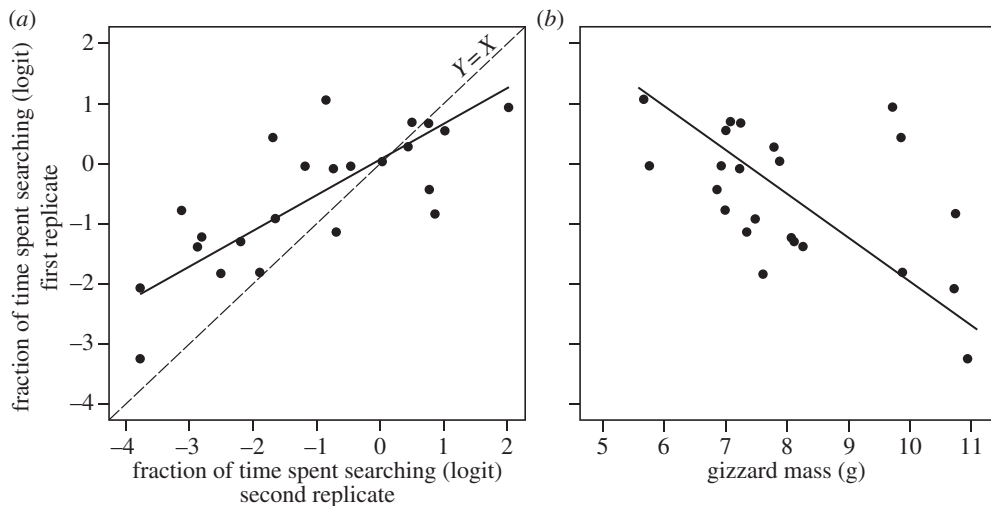 (a)
(b)
fraction of time spent searching (logit)
first replicate
2
1
0
–1
–2
–3
–4
Y = X
–4 –3 –2 –1 0 1 2
fraction of time spent searching (logit)
second replicate
5 6 7 8 9 10 11
gizzard mass (g)